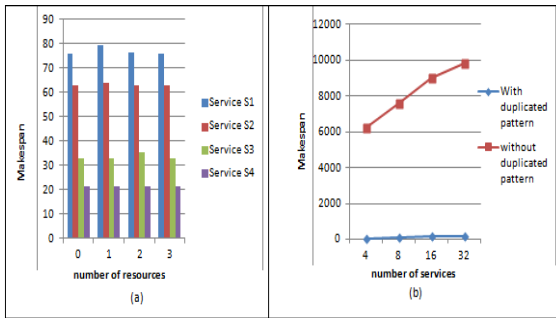 90
80
70
60
50
40
30
20
10
0
Makespan
0 1 2 3
number of resources
Service S1
Service S2
Service S3
Service S4
(a)
12000
10000
8000
6000
4000
2000
0
Makespan
4 8 16 32
number of services
With duplicated pattern
without duplicated pattern
(b)